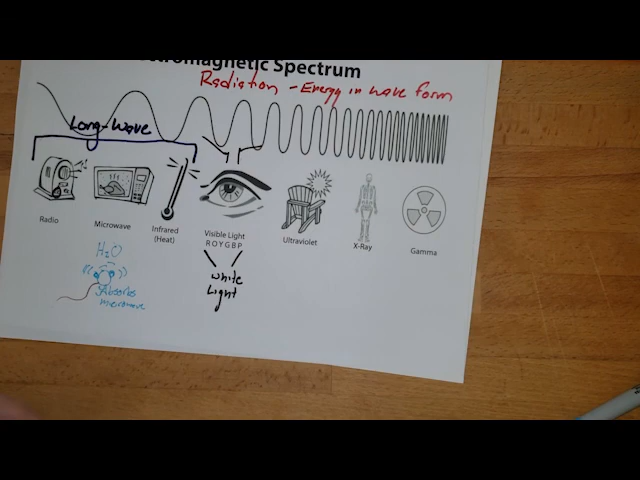 ctromagnetic Spectrum
Radiation - Energy in wave form
Long-wave
Radio
Microwave
Infrared
(Heat)
Visible Light
R O Y G B P
Ultraviolet
X-Ray
Gamma
H₂O
Absorbs
microwave
white
Light